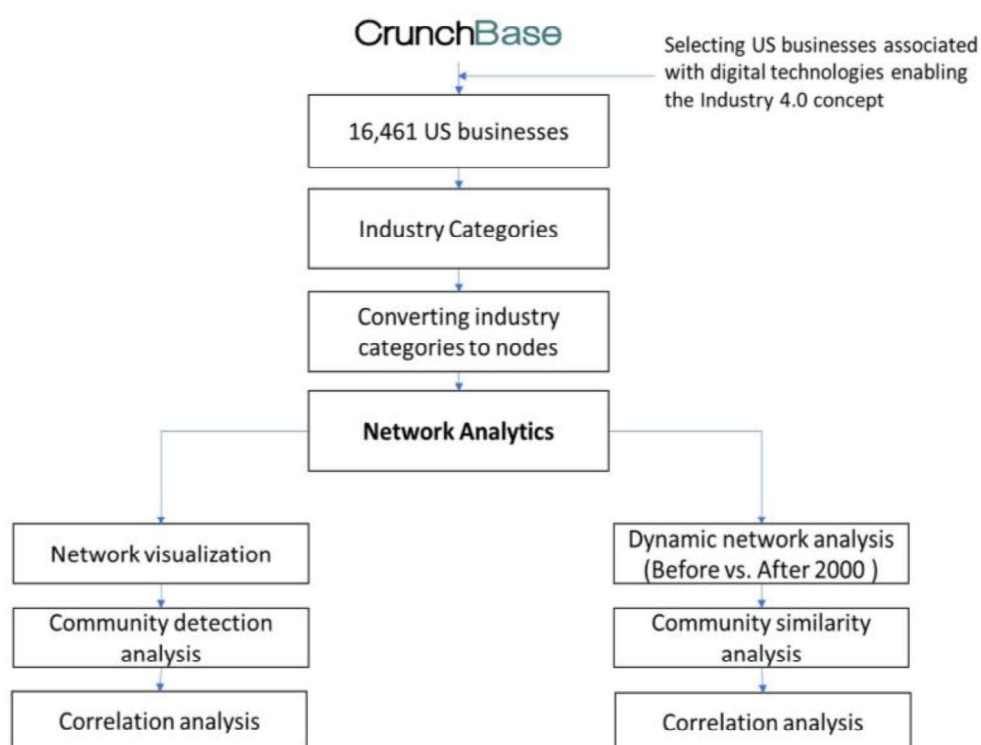 CrunchBase
Selecting US businesses associated
with digital technologies enabling
the Industry 4.0 concept
16,461 US businesses
Industry Categories
Converting industry
categories to nodes
Network Analytics
Network visualization
Community detection
analysis
Correlation analysis
Dynamic network analysis
(Before vs. After 2000 )
Community similarity
analysis
Correlation analysis